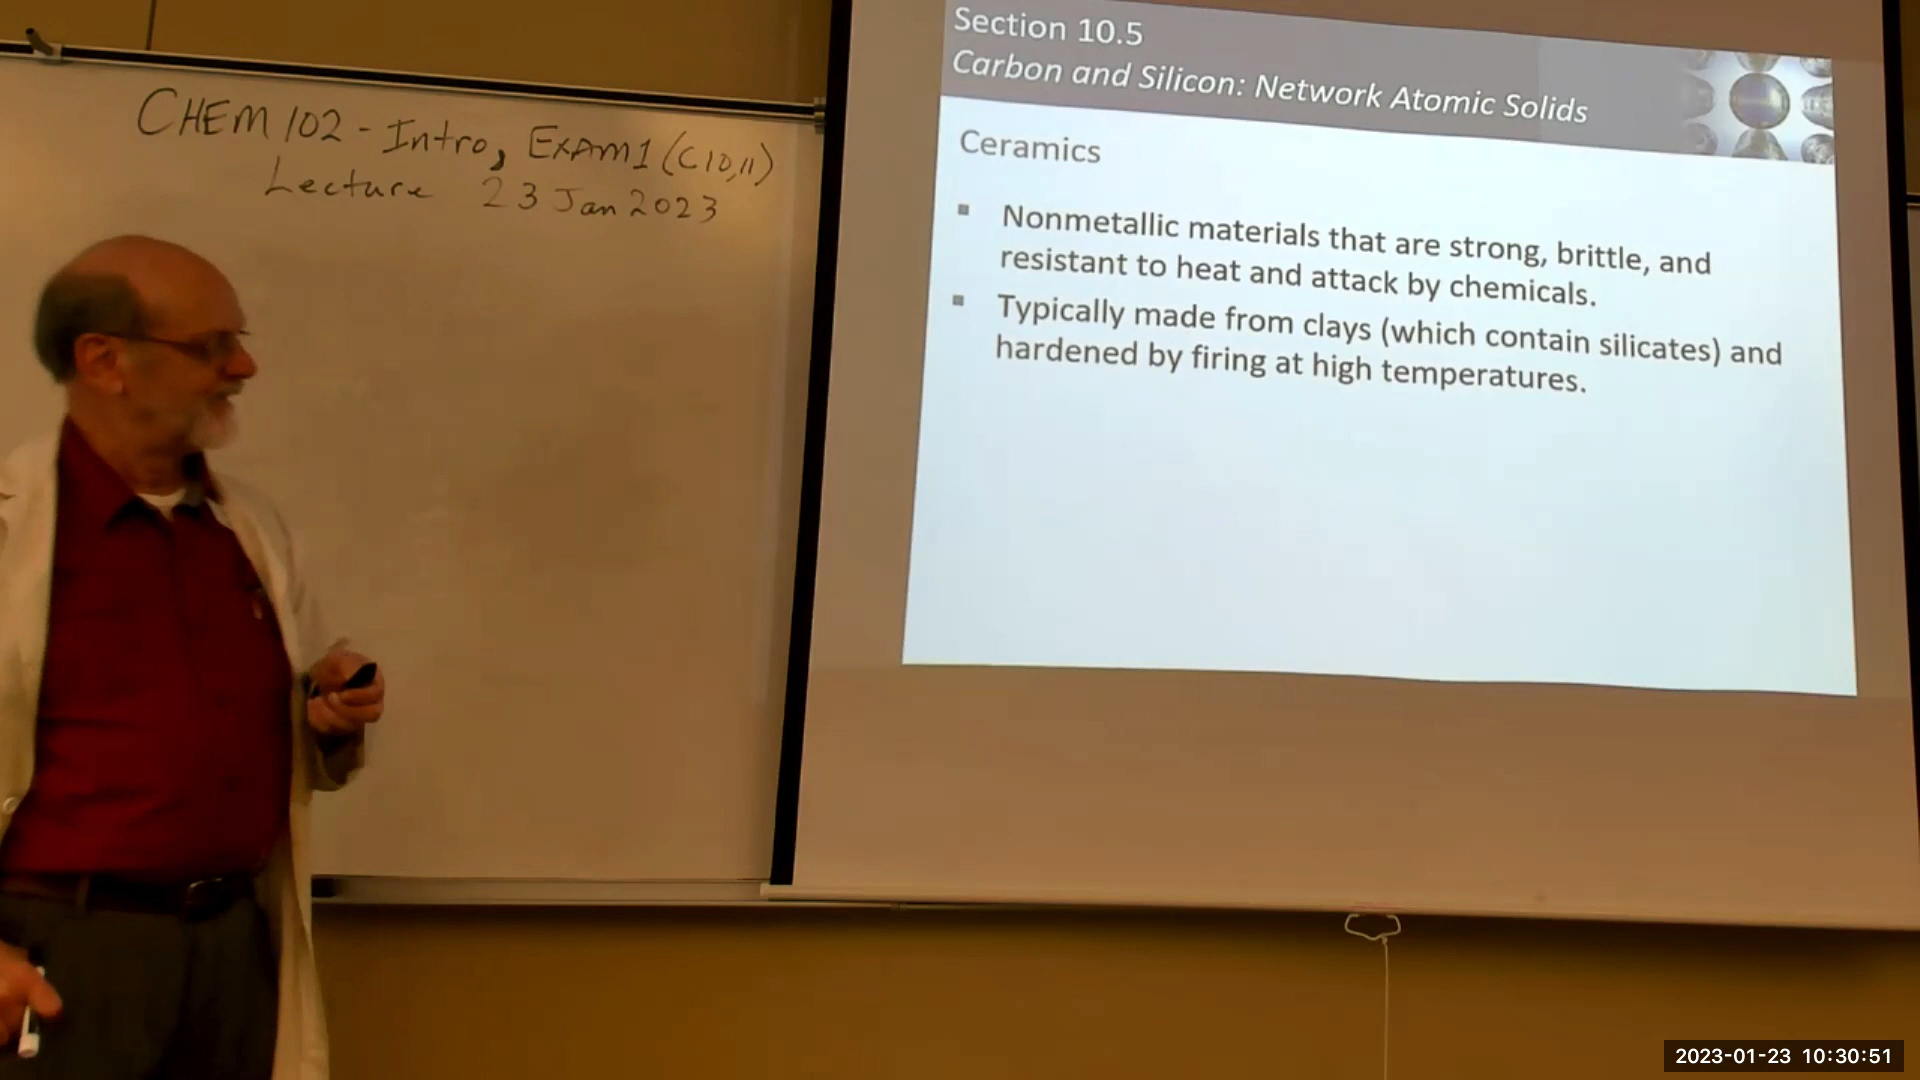 CHEM 102 - Intro, EXAM 1 (C10,11)
Lecture 23 Jan 2023
Section 10.5
Carbon and Silicon: Network Atomic Solids
Ceramics
▪ Nonmetallic materials that are strong, brittle, and
resistant to heat and attack by chemicals.
▪ Typically made from clays (which contain silicates) and
hardened by firing at high temperatures.
2023-01-23 10:30:51